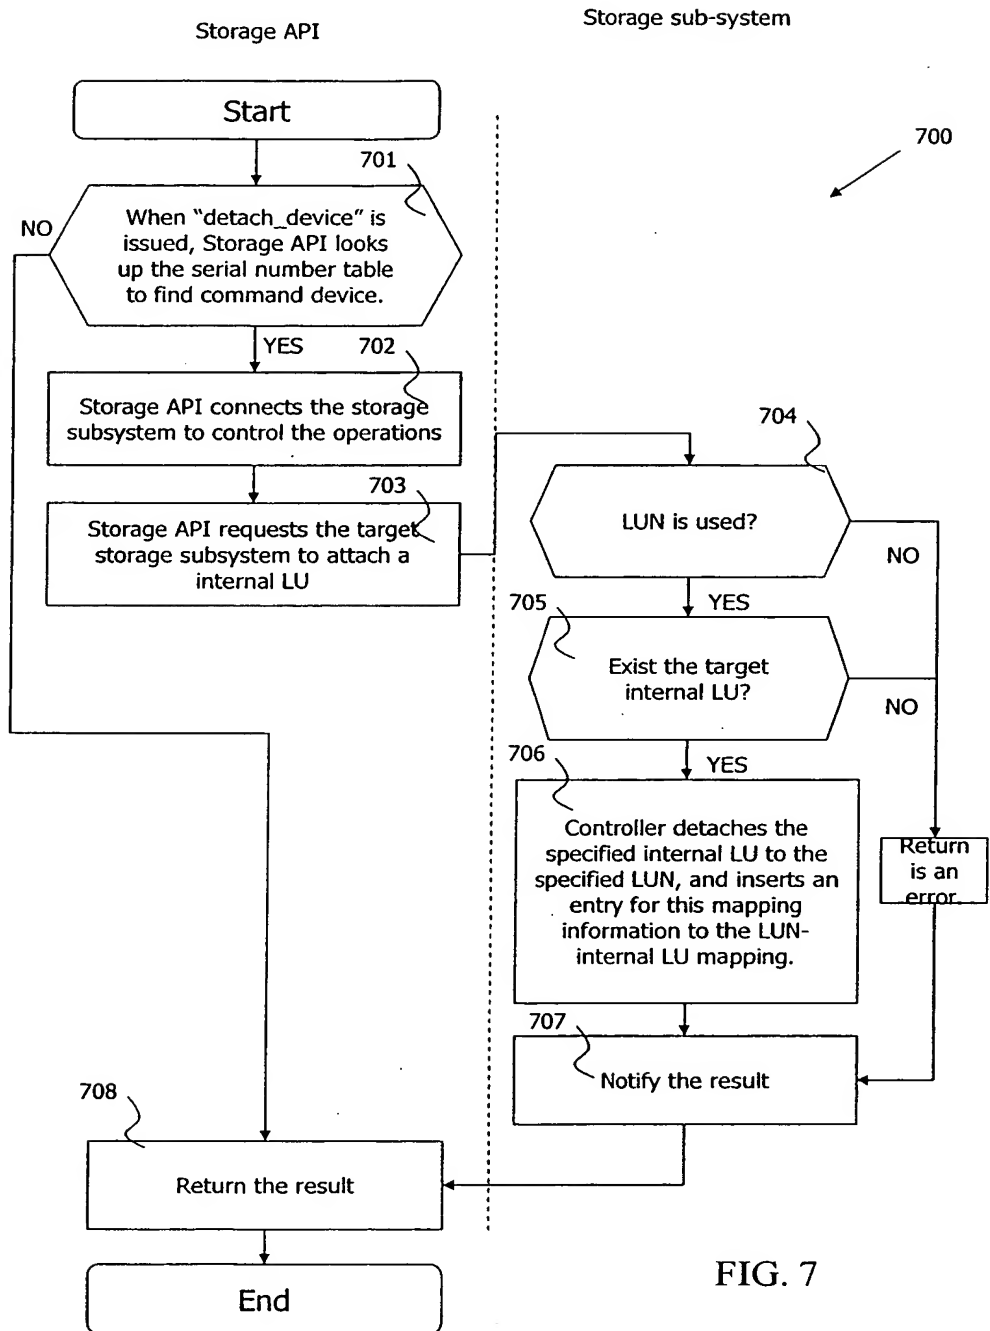 Storage API
Storage sub-system
Start
700
701
NO
When “detach_device” is
issued, Storage API looks
up the serial number table
to find command device.
YES
702
Storage API connects the storage
subsystem to control the operations
703
Storage API requests the target
storage subsystem to attach a
internal LU
704
LUN is used?
NO
YES
705
Exist the target
internal LU?
NO
YES
706
Controller detaches the
specified internal LU to the
specified LUN, and inserts an
entry for this mapping
information to the LUN-
internal LU mapping.
Return
is an
error.
707
Notify the result
708
Return the result
End
FIG. 7